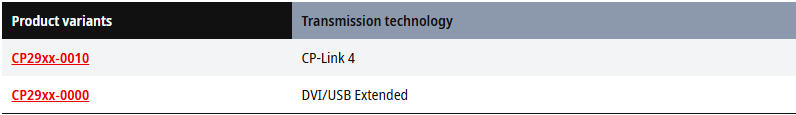 Product variants Transmission technology
CP29xx-0010 CP-Link 4
CP29xx-0000 DVI/USB Extended